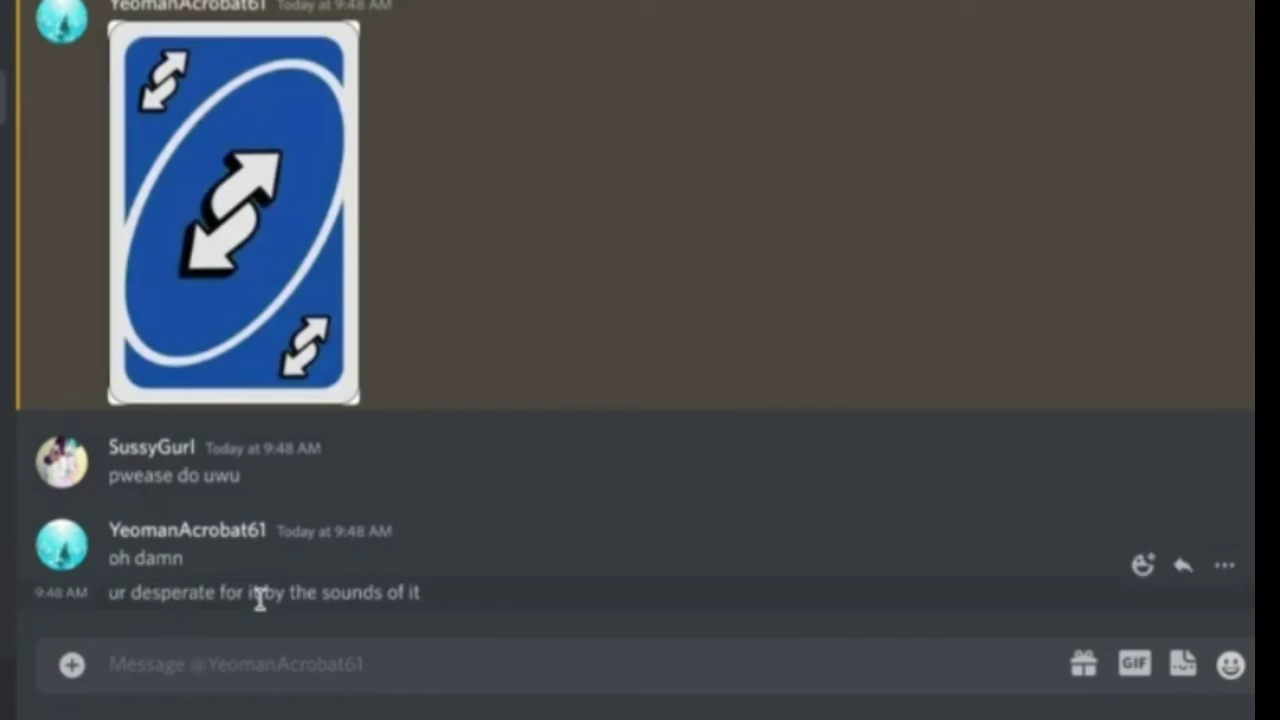 YeomanAcrobat61 Today at 9:48 AM
SussyGurl Today at 9:48 AM
pwease do uwu
YeomanAcrobat61 Today at 9:48 AM
oh damn
9:48 AM ur desperate for it by the sounds of it
Message @YeomanAcrobat61
GIF